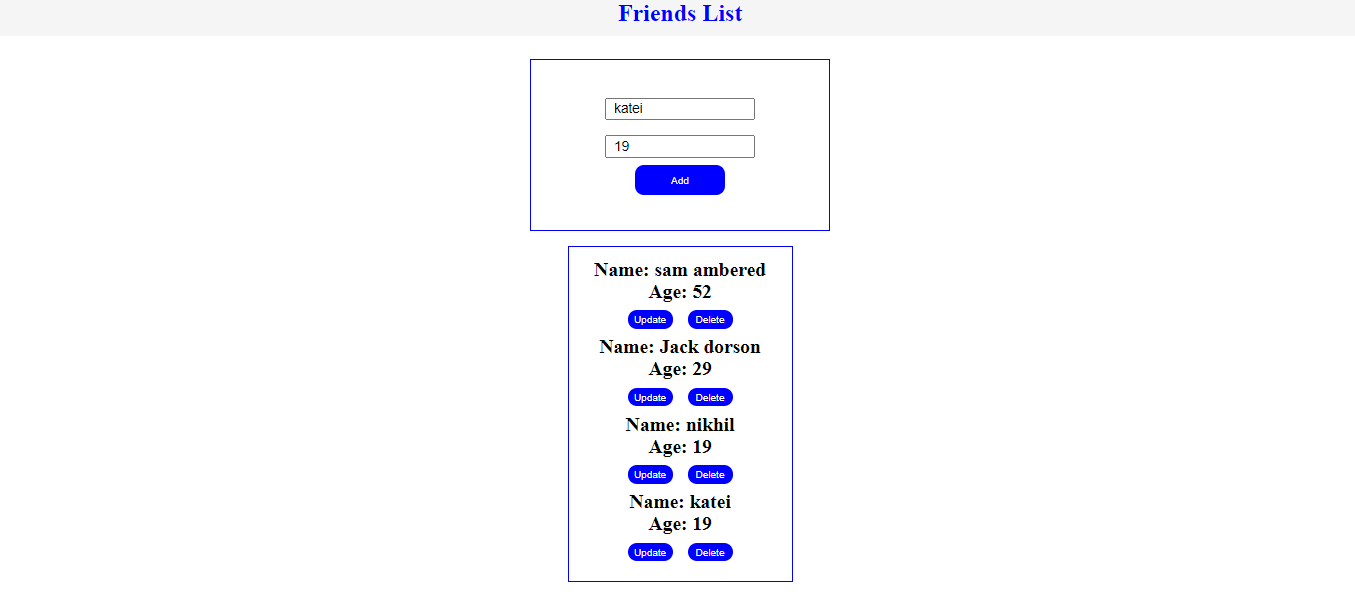 Friends List
katei
19
Add
Name: sam ambered
Age: 52
Update Delete
Name: Jack dorson
Age: 29
Update Delete
Name: nikhil
Age: 19
Update Delete
Name: katei
Age: 19
Update Delete